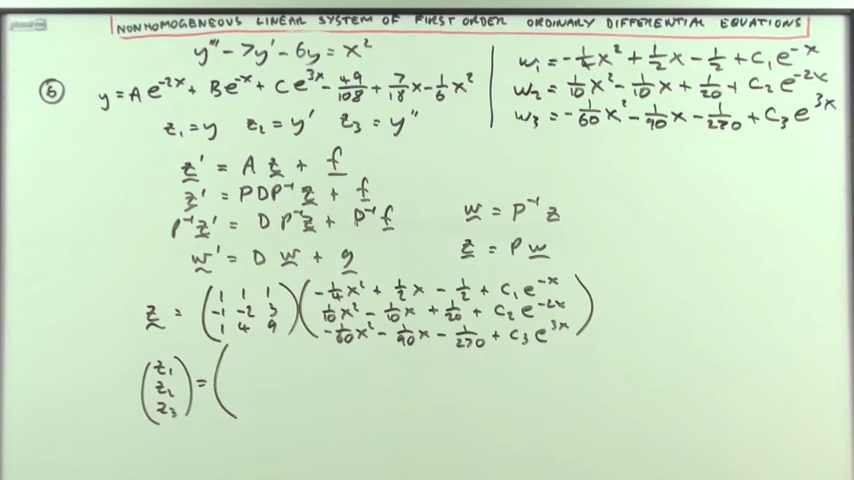 NONHOMOGENEOUS LINEAR SYSTEM OF FIRST ORDER ORDINARY DIFFERENTIAL EQUATIONS
y''' - 7y' - 6y = x²
⑥ y = Ae^{-2x} + Be^{-x} + Ce^{3x} - 49/108 + 7/18 x - 1/6 x²
z₁ = y z₂ = y' z₃ = y''
w₁ = -1/4 x² + 1/2 x - 1/2 + c₁e^{-x}
w₂ = 1/10 x² - 1/10 x + 1/20 + c₂e^{-2x}
w₃ = -1/60 x² - 1/90 x - 1/270 + c₃e^{3x}
z' = A z + f
z' = PDP⁻¹ z + f
P⁻¹z' = D P⁻¹z + P⁻¹ f
w' = D w + g
w = P⁻¹ z
z = P w
z = ( 1 1 1 ) ( -1/4 x² + 1/2 x - 1/2 + c₁e^{-x} )
( -1 -2 3 ) ( 1/10 x² - 1/10 x + 1/20 + c₂e^{-2x} )
( 1 4 9 ) ( -1/60 x² - 1/90 x - 1/270 + c₃e^{3x} )
( z₁ )
( z₂ ) = (
( z₃ )